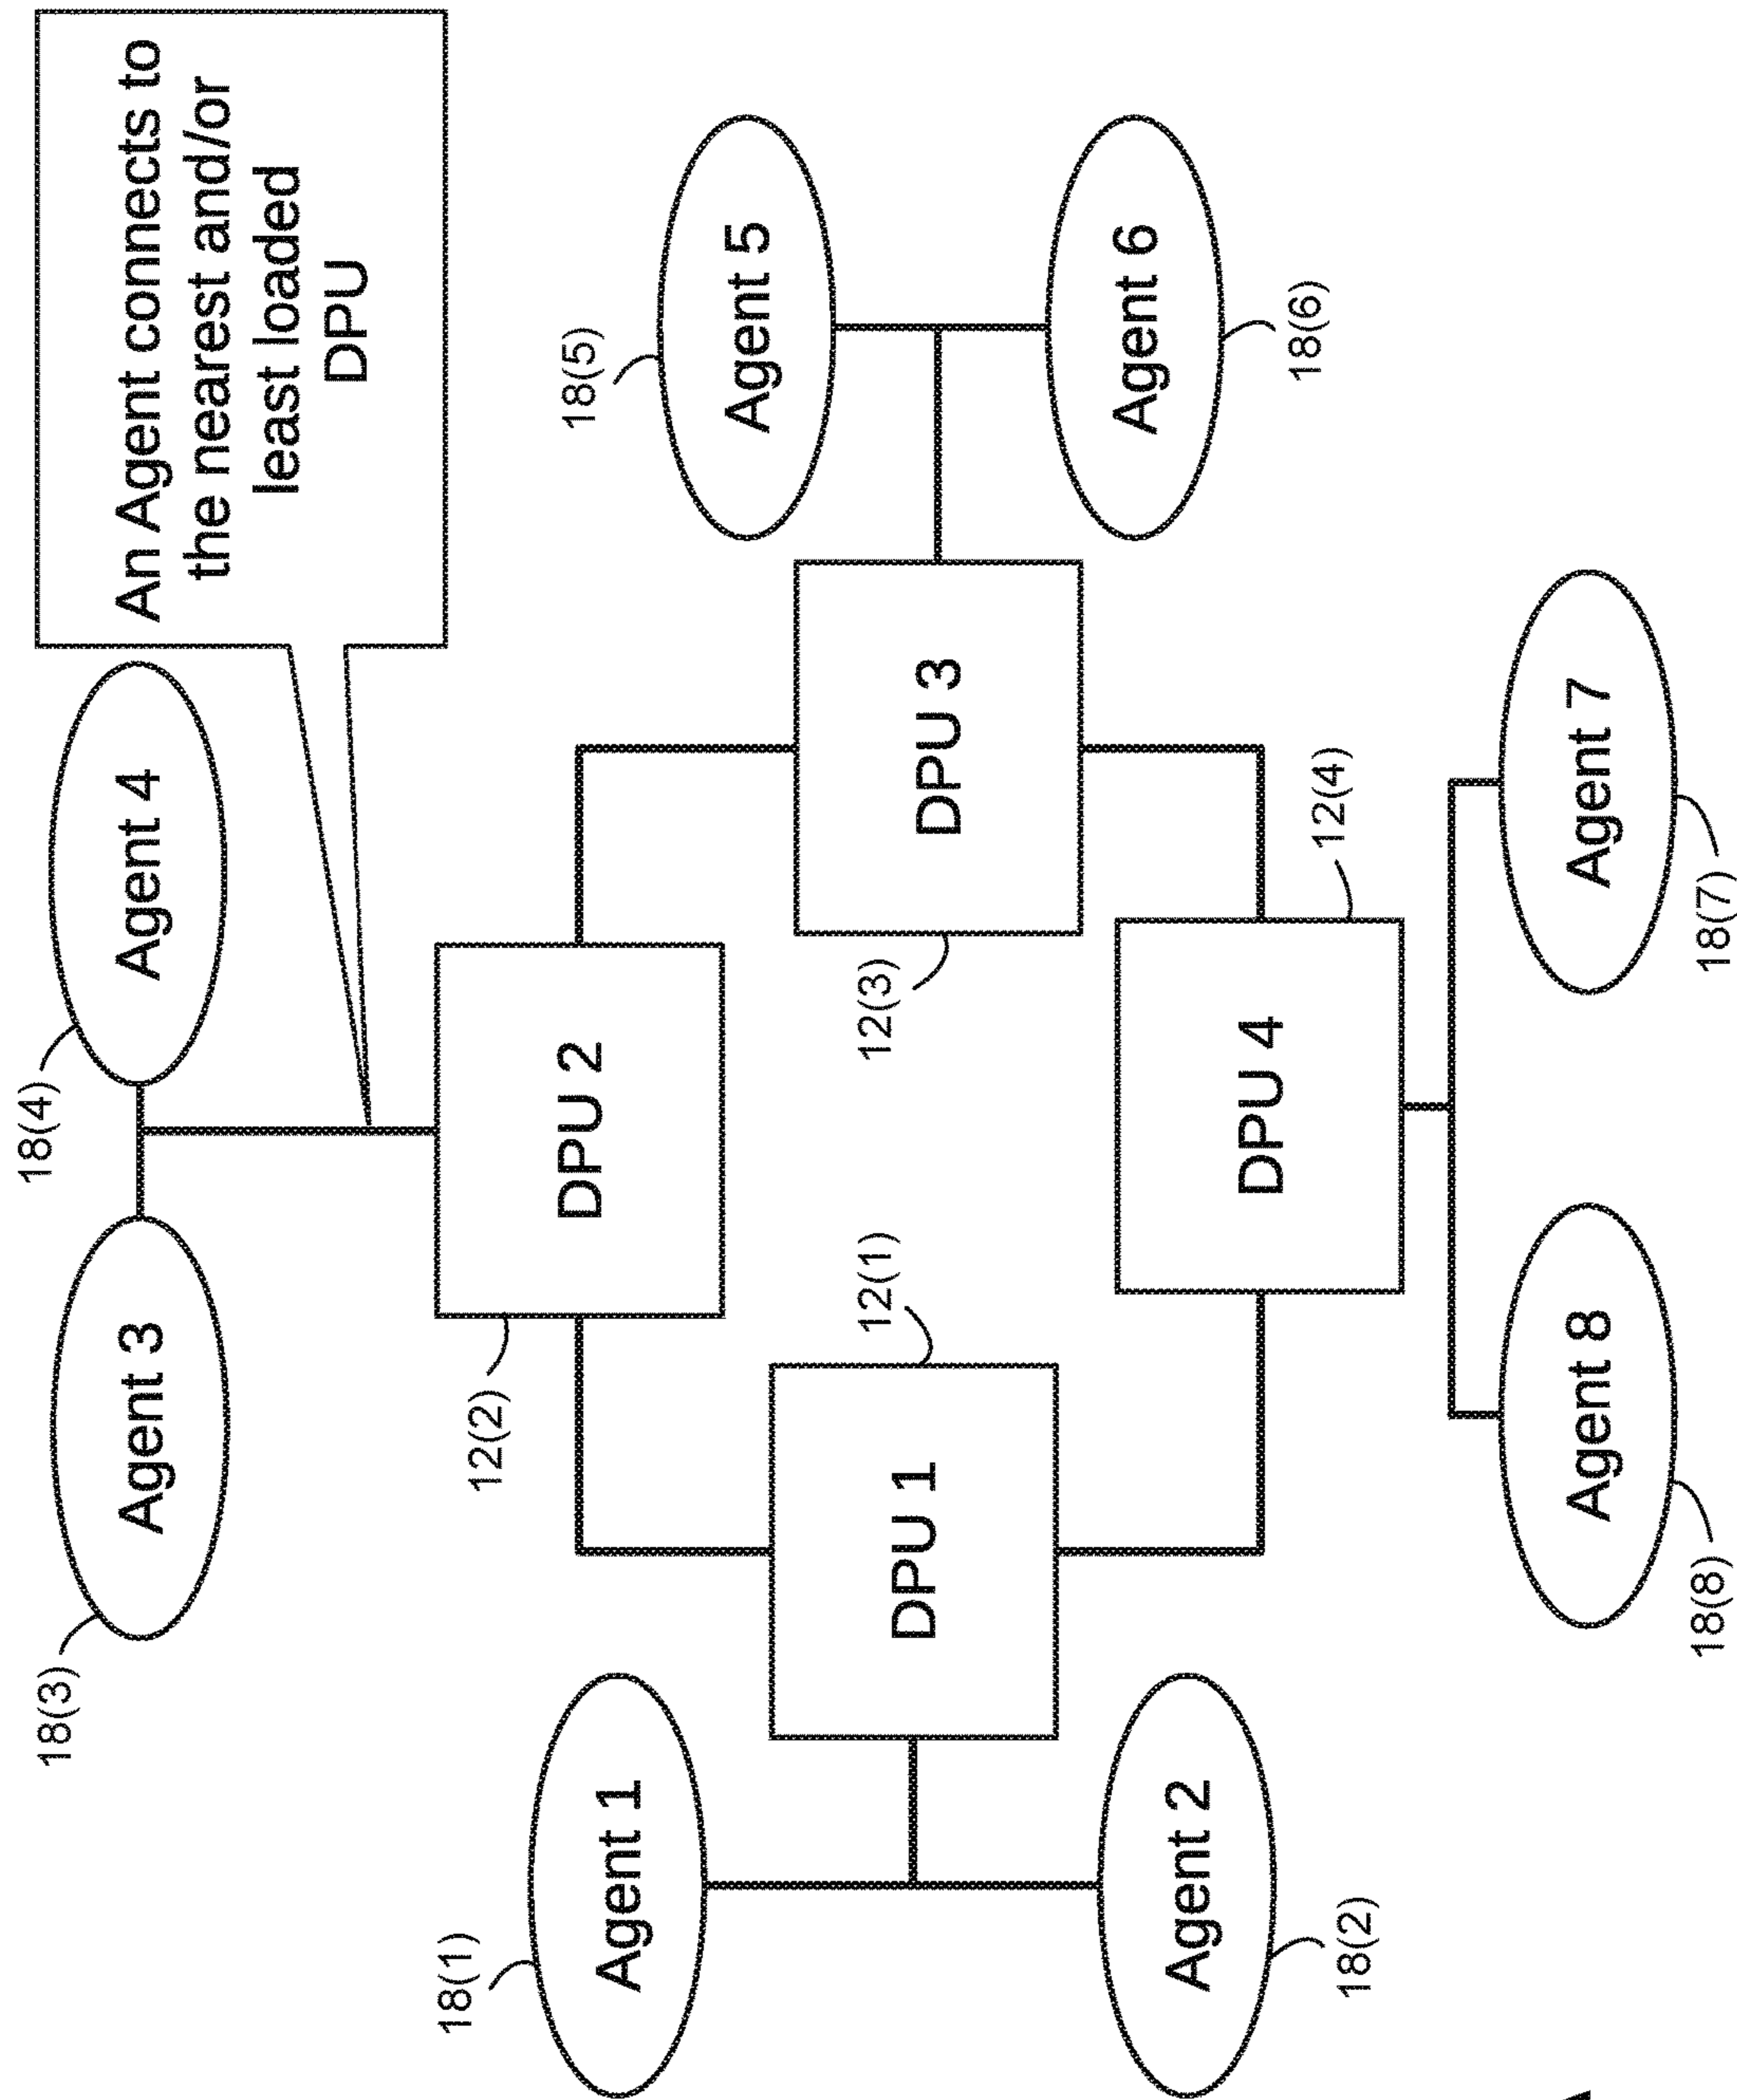 18(4)
18(3)
Agent 3
Agent 4
An Agent connects to
the nearest and/or
least loaded
DPU
18(1)
12(2)
18(5)
DPU 2
Agent 1
Agent 5
12(1)
12(3)
DPU 1
DPU 3
Agent 6
Agent 2
DPU 4
18(6)
12(4)
18(2)
Agent 8
Agent 7
18(8)
18(7)